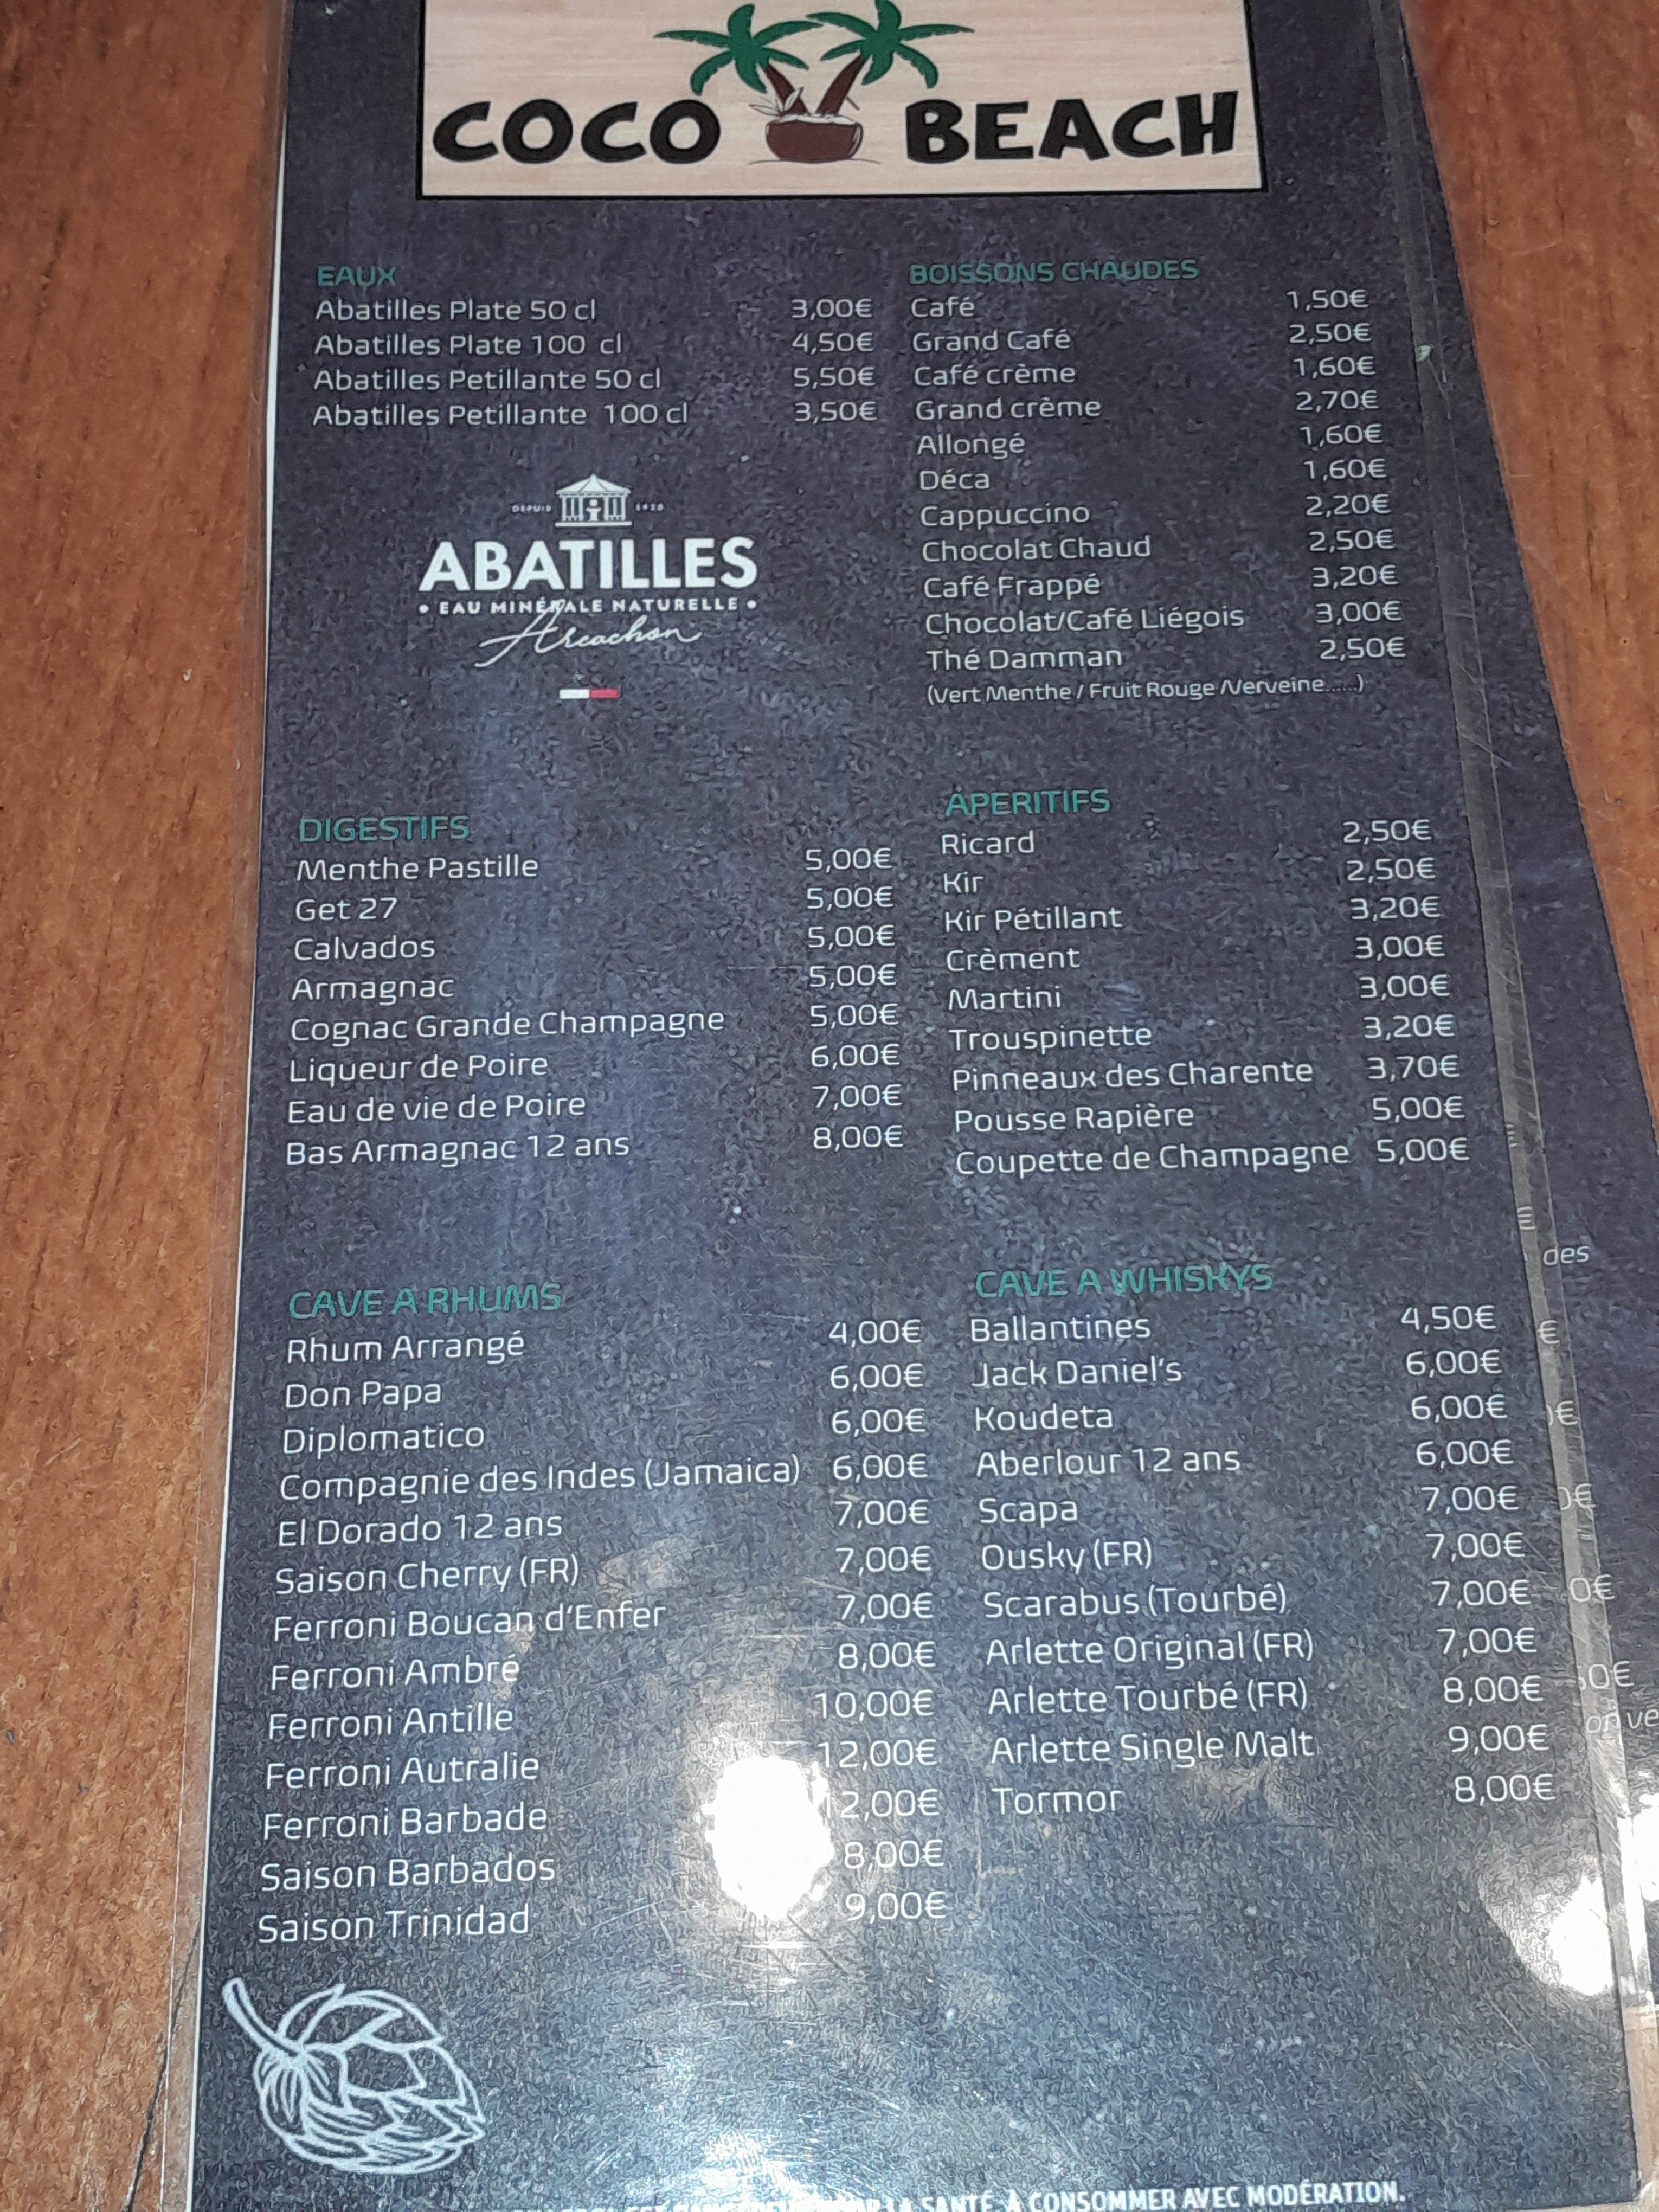 COCO BEACH
EAUX
Abatilles Plate 50 cl 3,00€
Abatilles Plate 100 cl 4,50€
Abatilles Petillante 50 cl 5,50€
Abatilles Petillante 100 cl 3,50€
DEPUIS 1925
ABATILLES
• EAU MINÉRALE NATURELLE •
Arcachon
BOISSONS CHAUDES
Café 1,50€
Grand Café 2,50€
Café crème 1,60€
Grand crème 2,70€
Allongé 1,60€
Déca 1,60€
Cappuccino 2,20€
Chocolat Chaud 2,50€
Café Frappé 3,20€
Chocolat/Café Liégois 3,00€
Thé Damman 2,50€
(Vert Menthe / Fruit Rouge /Verveine......)
DIGESTIFS
Menthe Pastille 5,00€
Get 27 5,00€
Calvados 5,00€
Armagnac 5,00€
Cognac Grande Champagne 5,00€
Liqueur de Poire 6,00€
Eau de vie de Poire 7,00€
Bas Armagnac 12 ans 8,00€
APERITIFS
Ricard 2,50€
Kir 2,50€
Kir Pétillant 3,20€
Crèment 3,00€
Martini 3,00€
Trouspinette 3,20€
Pinneaux des Charente 3,70€
Pousse Rapière 5,00€
Coupette de Champagne 5,00€
CAVE A RHUMS
Rhum Arrangé 4,00€
Don Papa 6,00€
Diplomatico 6,00€
Compagnie des Indes (Jamaica) 6,00€
El Dorado 12 ans 7,00€
Saison Cherry (FR) 7,00€
Ferroni Boucan d'Enfer 7,00€
Ferroni Ambré 8,00€
Ferroni Antille 10,00€
Ferroni Autralie 12,00€
Ferroni Barbade 12,00€
Saison Barbados 8,00€
Saison Trinidad 9,00€
CAVE A WHISKYS
Ballantines 4,50€
Jack Daniel's 6,00€
Koudeta 6,00€
Aberlour 12 ans 6,00€
Scapa 7,00€
Ousky (FR) 7,00€
Scarabus (Tourbé) 7,00€
Arlette Original (FR) 7,00€
Arlette Tourbé (FR) 8,00€
Arlette Single Malt 9,00€
Tormor 8,00€
des
€
€
€
0€
0€
ve
LA SANTÉ, À CONSOMMER AVEC MODÉRATION.